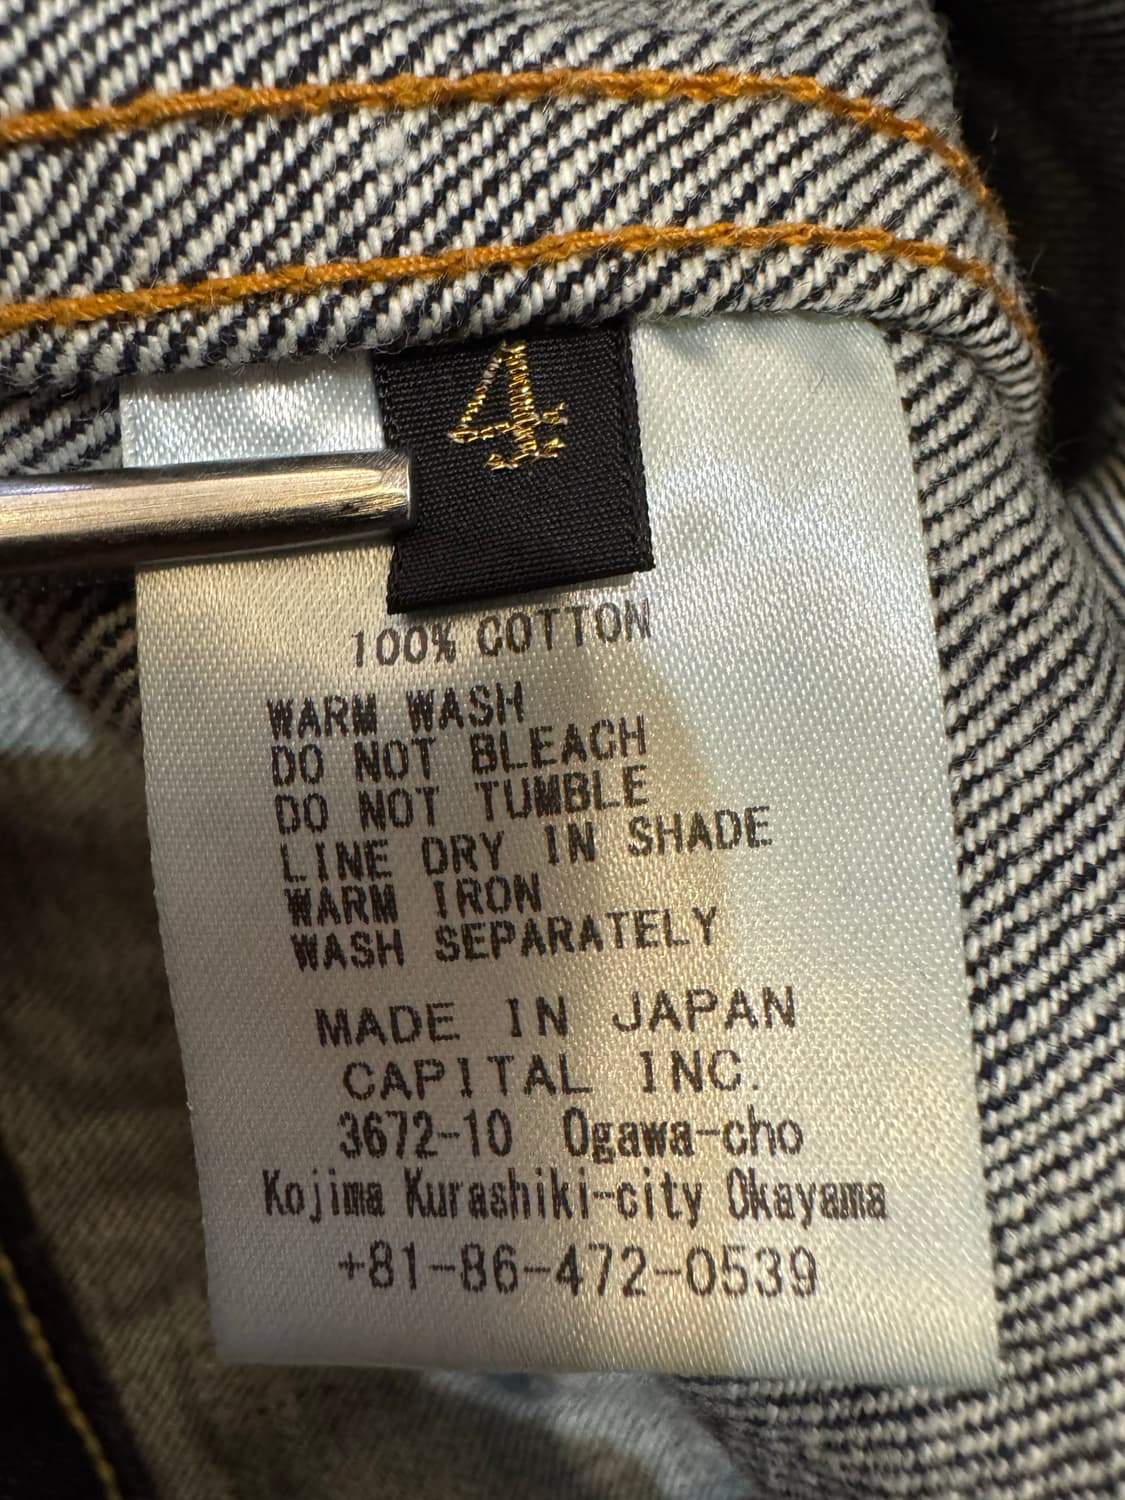 4
100% COTTON
WARM WASH
DO NOT BLEACH
DO NOT TUMBLE
LINE DRY IN SHADE
WARM IRON
WASH SEPARATELY
MADE IN JAPAN
CAPITAL INC.
3672-10 Ogawa-cho
Kojima Kurashiki-city Okayama
+81-86-472-0539